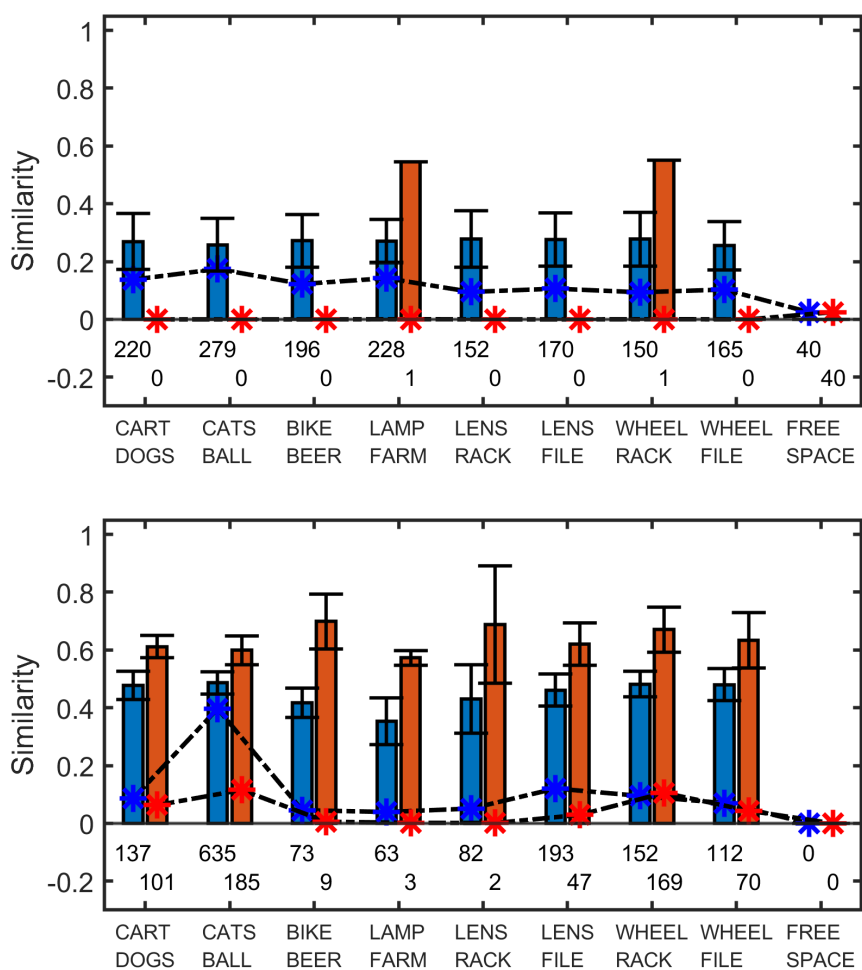 1
0.8
0.6
0.4
0.2
0
-0.2
Similarity
220 279 196 228 152 170 150 165 40
0 0 0 1 0 0 1 0 40
CART CATS BIKE LAMP LENS LENS WHEEL WHEEL FREE
DOGS BALL BEER FARM RACK FILE RACK FILE SPACE
1
0.8
0.6
0.4
0.2
0
-0.2
Similarity
137 635 73 63 82 193 152 112 0
101 185 9 3 2 47 169 70 0
CART CATS BIKE LAMP LENS LENS WHEEL WHEEL FREE
DOGS BALL BEER FARM RACK FILE RACK FILE SPACE